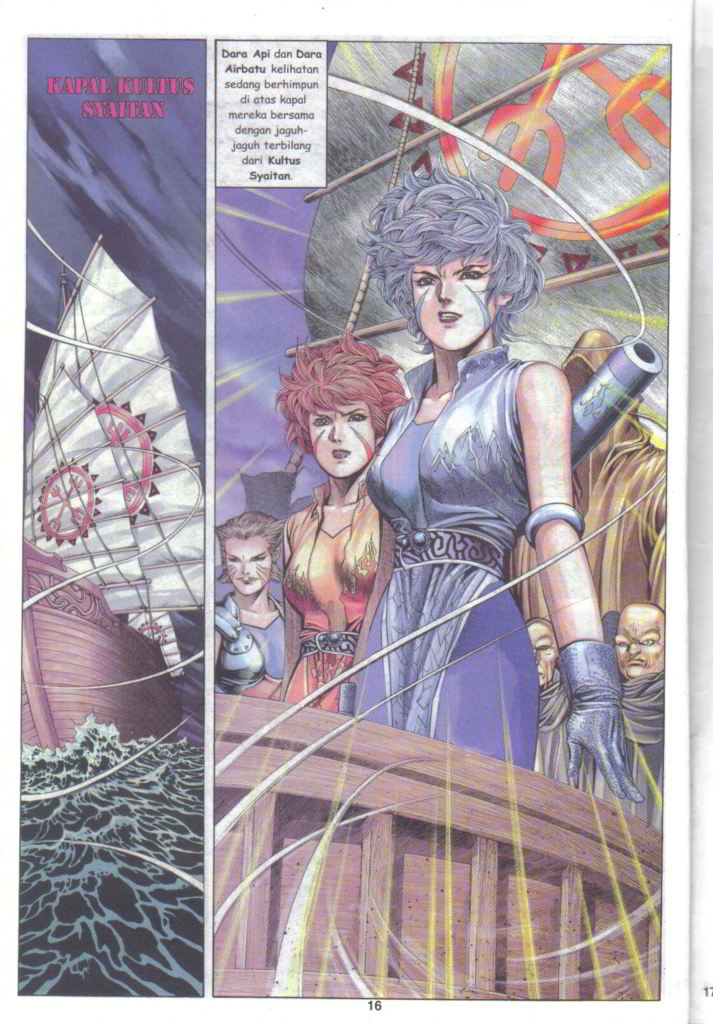 KAPAL KULTUS
SYAITAN
Dara Api dan Dara
Airbatu kelihatan
sedang berhimpun
di atas kapal
mereka bersama
dengan jaguh-
jaguh terbilang
dari Kultus
Syaitan.
16
17